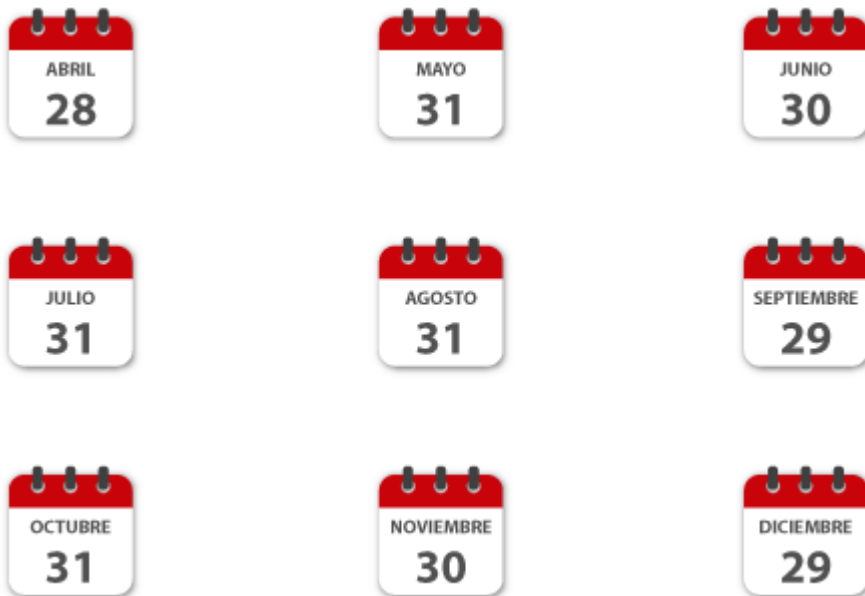 ABRIL
28
MAYO
31
JUNIO
30
JULIO
31
AGOSTO
31
SEPTIEMBRE
29
OCTUBRE
31
NOVIEMBRE
30
DICIEMBRE
29